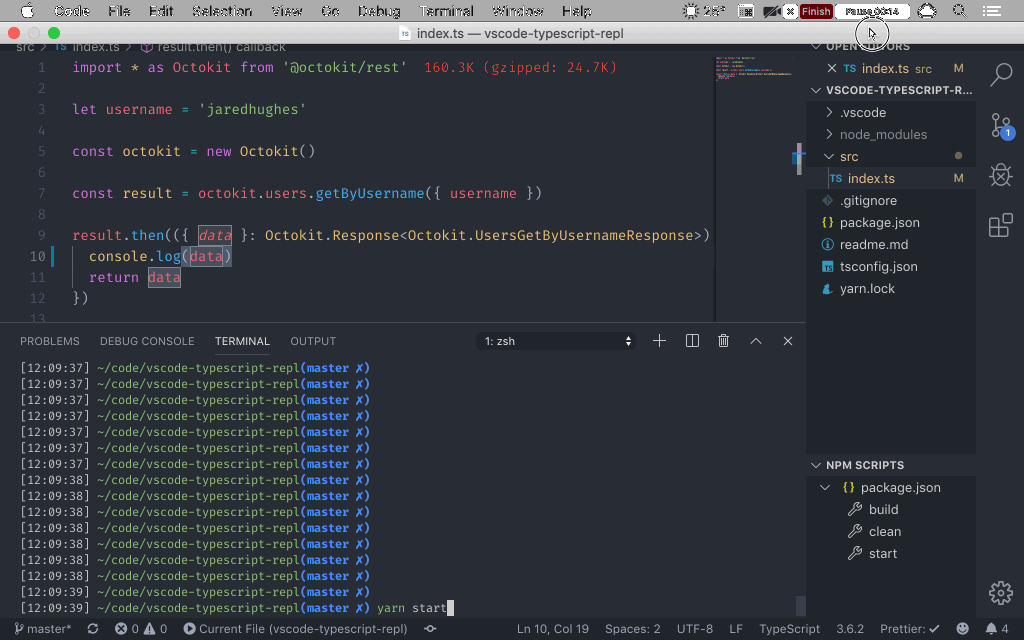 Code File Edit Selection View Go Debug Terminal Window Help 25° Finish Pause 00:14
index.ts — vscode-typescript-repl
src > TS index.ts > result.then() callback
1 import * as Octokit from '@octokit/rest' 160.3K (gzipped: 24.7K)
2
3 let username = 'jaredhughes'
4
5 const octokit = new Octokit()
6
7 const result = octokit.users.getByUsername({ username })
8
9 result.then(({ data }: Octokit.Response<Octokit.UsersGetByUsernameResponse>)
10 console.log(data)
11 return data
12 })
13
OPEN EDITORS
TS index.ts src M
VSCODE-TYPESCRIPT-R...
.vscode
node_modules
src
TS index.ts M
.gitignore
{} package.json
readme.md
TS tsconfig.json
yarn.lock
1
NPM SCRIPTS
{} package.json
build
clean
start
PROBLEMS DEBUG CONSOLE TERMINAL OUTPUT 1: zsh
[12:09:37] ~/code/vscode-typescript-repl(master ✗)
[12:09:37] ~/code/vscode-typescript-repl(master ✗)
[12:09:37] ~/code/vscode-typescript-repl(master ✗)
[12:09:37] ~/code/vscode-typescript-repl(master ✗)
[12:09:37] ~/code/vscode-typescript-repl(master ✗)
[12:09:37] ~/code/vscode-typescript-repl(master ✗)
[12:09:37] ~/code/vscode-typescript-repl(master ✗)
[12:09:38] ~/code/vscode-typescript-repl(master ✗)
[12:09:38] ~/code/vscode-typescript-repl(master ✗)
[12:09:38] ~/code/vscode-typescript-repl(master ✗)
[12:09:38] ~/code/vscode-typescript-repl(master ✗)
[12:09:38] ~/code/vscode-typescript-repl(master ✗)
[12:09:38] ~/code/vscode-typescript-repl(master ✗)
[12:09:38] ~/code/vscode-typescript-repl(master ✗)
[12:09:39] ~/code/vscode-typescript-repl(master ✗)
[12:09:39] ~/code/vscode-typescript-repl(master ✗) yarn start
master* 0 0 Current File (vscode-typescript-repl) Ln 10, Col 19 Spaces: 2 UTF-8 LF TypeScript 3.6.2 Prettier: ✓ 4